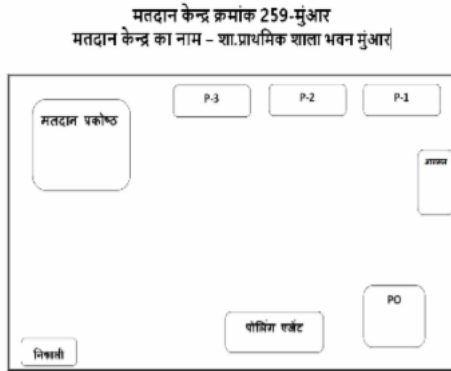 मतदान केन्द्र क्रमांक 259-मुंआर
मतदान केन्द्र का नाम – शा.प्राथमिक शाला भवन मुंआर
P-3
P-2
P-1
मतदान प्रकोष्ठ
PO
पोलिंग एजेंट
निकासी